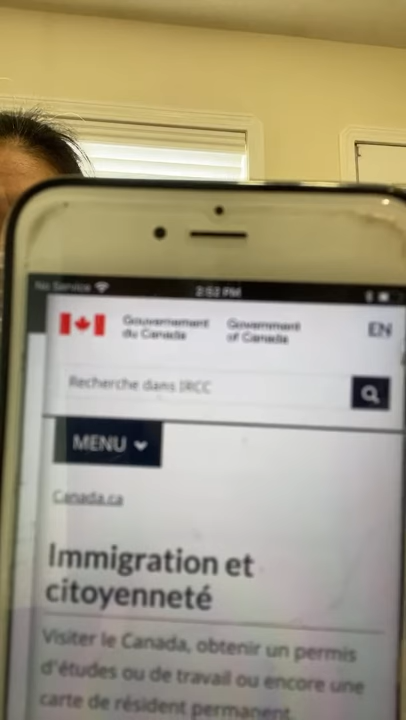 No Service
2:52 PM
Gouvernement du Canada
Government of Canada
EN
Recherche dans IRCC
MENU
Canada.ca
Immigration et
citoyenneté
Visiter le Canada, obtenir un permis
d'études ou de travail ou encore une
carte de résident permanent